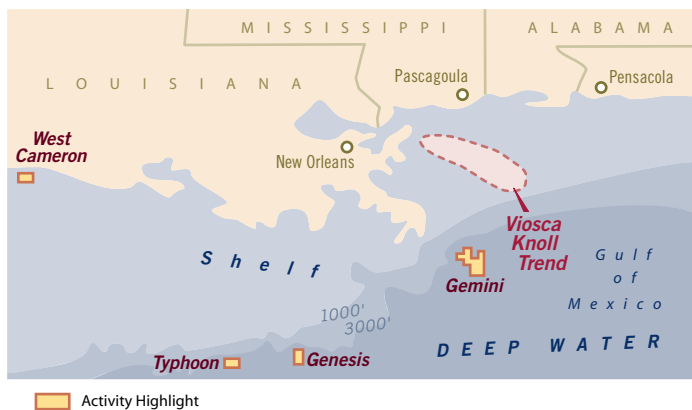 MISSISSIPPI
ALABAMA
LOUISIANA
Pascagoula
Pensacola
West
Cameron
New Orleans
Viosca
Knoll
Trend
Shelf
Gulf
of
Mexico
Gemini
1000'
3000'
DEEP WATER
Typhoon
Genesis
Activity Highlight